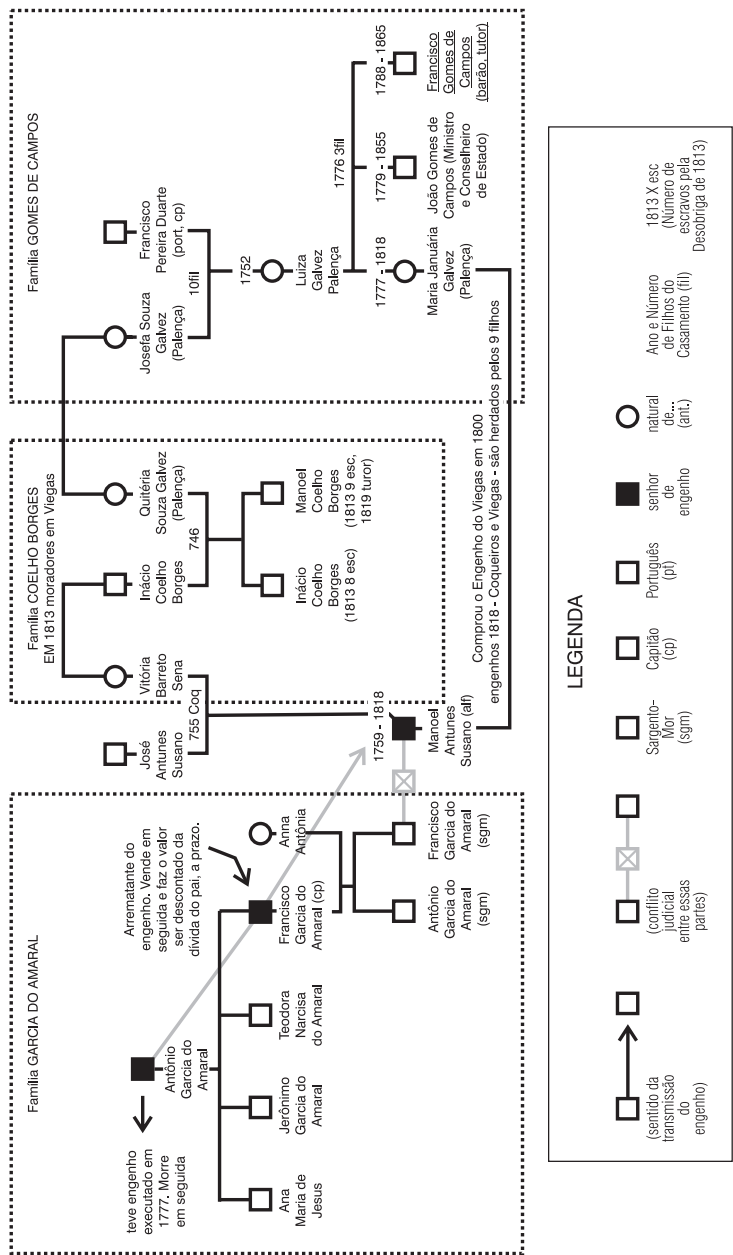 Família GARCIA DO AMARAL
teve engenho
executado em
1777. Morre
em seguida
Antônio
Garcia do
Amaral
Arrematante do
engenho. Vende em
seguida e faz o valor
ser descontado da
dívida do pai, a prazo.
Ana
Maria de
Jesus
Jerônimo
Garcia do
Amaral
Teodora
Narcisa
do Amaral
Francisco
Garcia do
Amaral (cp)
Anna
Antônia
Antônio
Garcia do
Amaral
(sgm)
Francisco
Garcia do Amaral
(sgm)
José
Antunes
Susano
755 Coq
1759 - 1818
Manoel
Antunes
Susano (alf)
Família COELHO BORGES
EM 1813 moradores em Viegas
Vitória
Barreto
Sena
Inácio
Coelho
Borges
Quitéria
Souza Galvez
(Palença)
746
Inácio
Coelho
Borges
(1813 8 esc)
Manoel
Coelho
Borges
(1813 9 esc,
1819 turor)
Comprou o Engenho do Viegas em 1800
engenhos 1818 - Coqueiros e Viegas - são herdados pelos 9 filhos
Família GOMES DE CAMPOS
Josefa Souza
Galvez
(Palença)
Francisco
Pereira Duarte
(port, cp)
10fil
1752
Luiza
Galvez
Palença
1776 3fil
1777 - 1818
Maria Januária
Galvez
(Palença)
1779 - 1855
João Gomes de
Campos (Ministro
e Conselheiro
de Estado)
1788 - 1865
Francisco
Gomes de
Campos
(barão, tutor)
LEGENDA
(sentido da
transmissão
do
engenho)
(conflito
judicial
entre essas
partes)
Sargento-
Mor
(sgm)
Capitão
(cp)
Português
(pt)
senhor
de
engenho
natural
de...
(ant.)
Ano e Número
de Filhos do
Casamento (fil)
1813 X esc
(Número de
escravos pela
Desobriga de 1813)